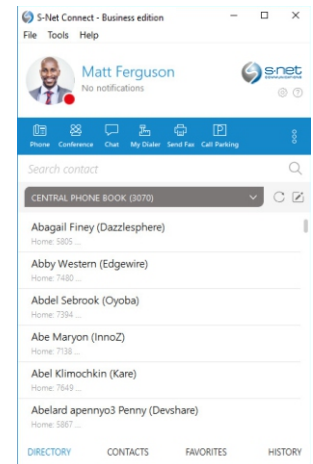 S-Net Connect - Business edition
File Tools Help
Matt Ferguson
No notifications
s·net
Phone Conference Chat My Dialer Send Fax Call Parking
Search contact
CENTRAL PHONE BOOK (3070)
Abagail Finey (Dazzlesphere)
Home: 5805 ...
Abby Western (Edgewire)
Home: 7480 ...
Abdel Sebrook (Oyoba)
Home: 7394 ...
Abe Maryon (InnoZ)
Home: 7138 ...
Abel Klimochkin (Kare)
Home: 7649 ...
Abelard apennyo3 Penny (Devshare)
Home: 5867 ...
DIRECTORY CONTACTS FAVORITES HISTORY